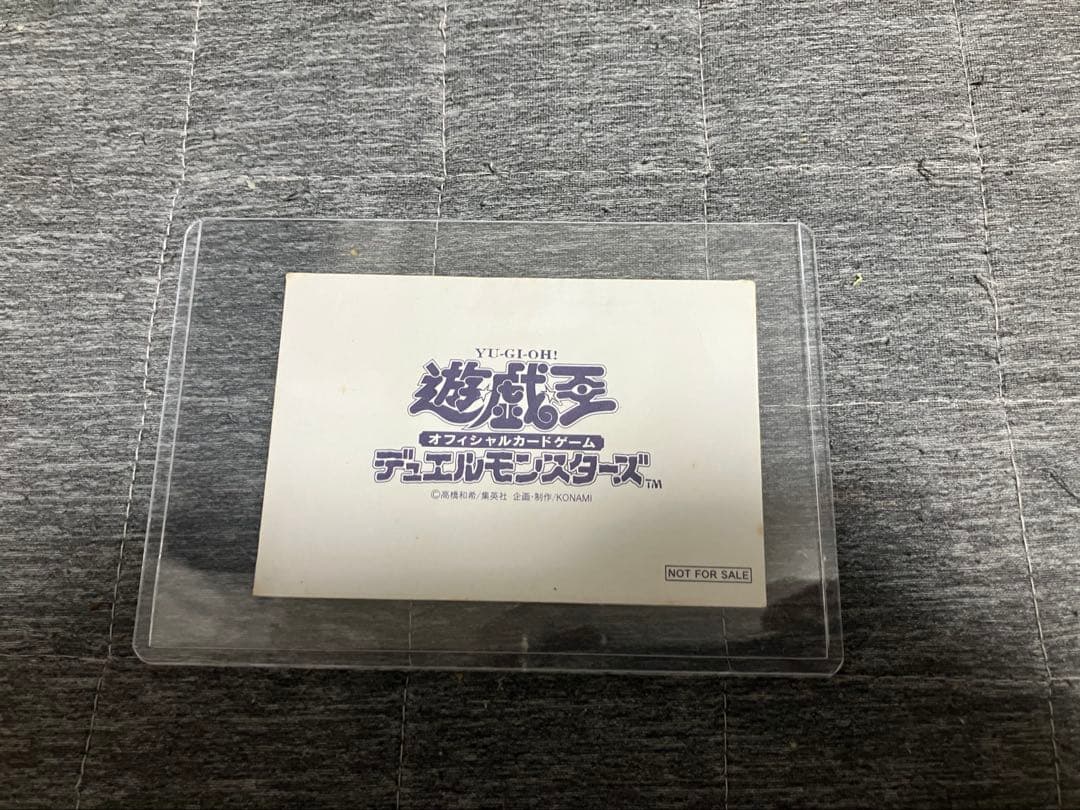 YU-GI-OH!
遊戯王
オフィシャルカードゲーム
デュエルモンスターズ™
©高橋和希/集英社 企画・制作/KONAMI
NOT FOR SALE